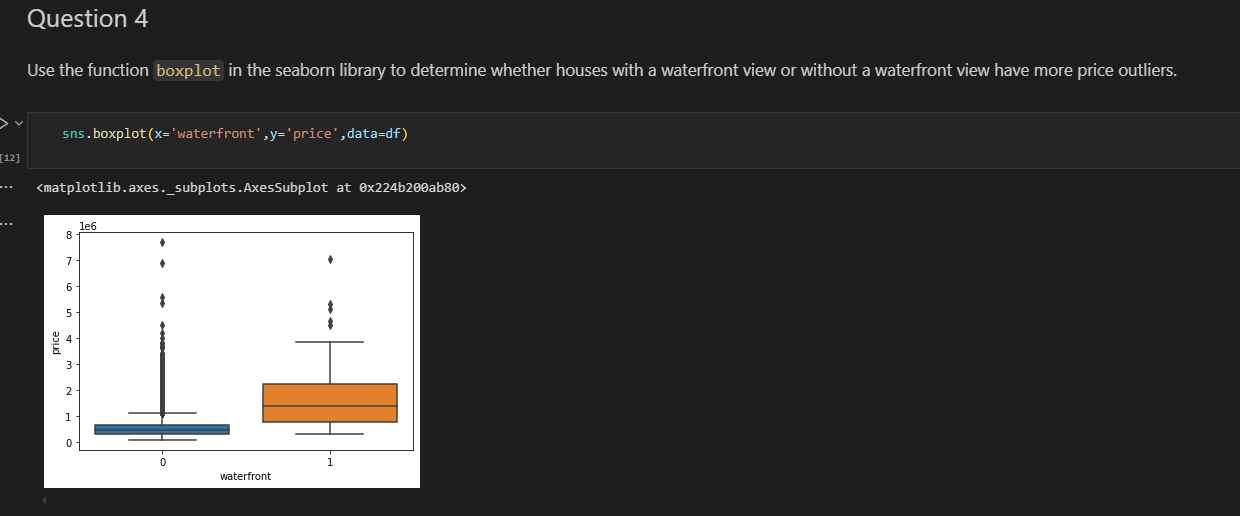 Question 4
Use the function boxplot in the seaborn library to determine whether houses with a waterfront view or without a waterfront view have more price outliers.
sns.boxplot(x='waterfront',y='price',data=df)
[12]
<matplotlib.axes._subplots.AxesSubplot at 0x224b200ab80>
1e6
8
7
6
5
4
3
2
1
0
price
0 1
waterfront